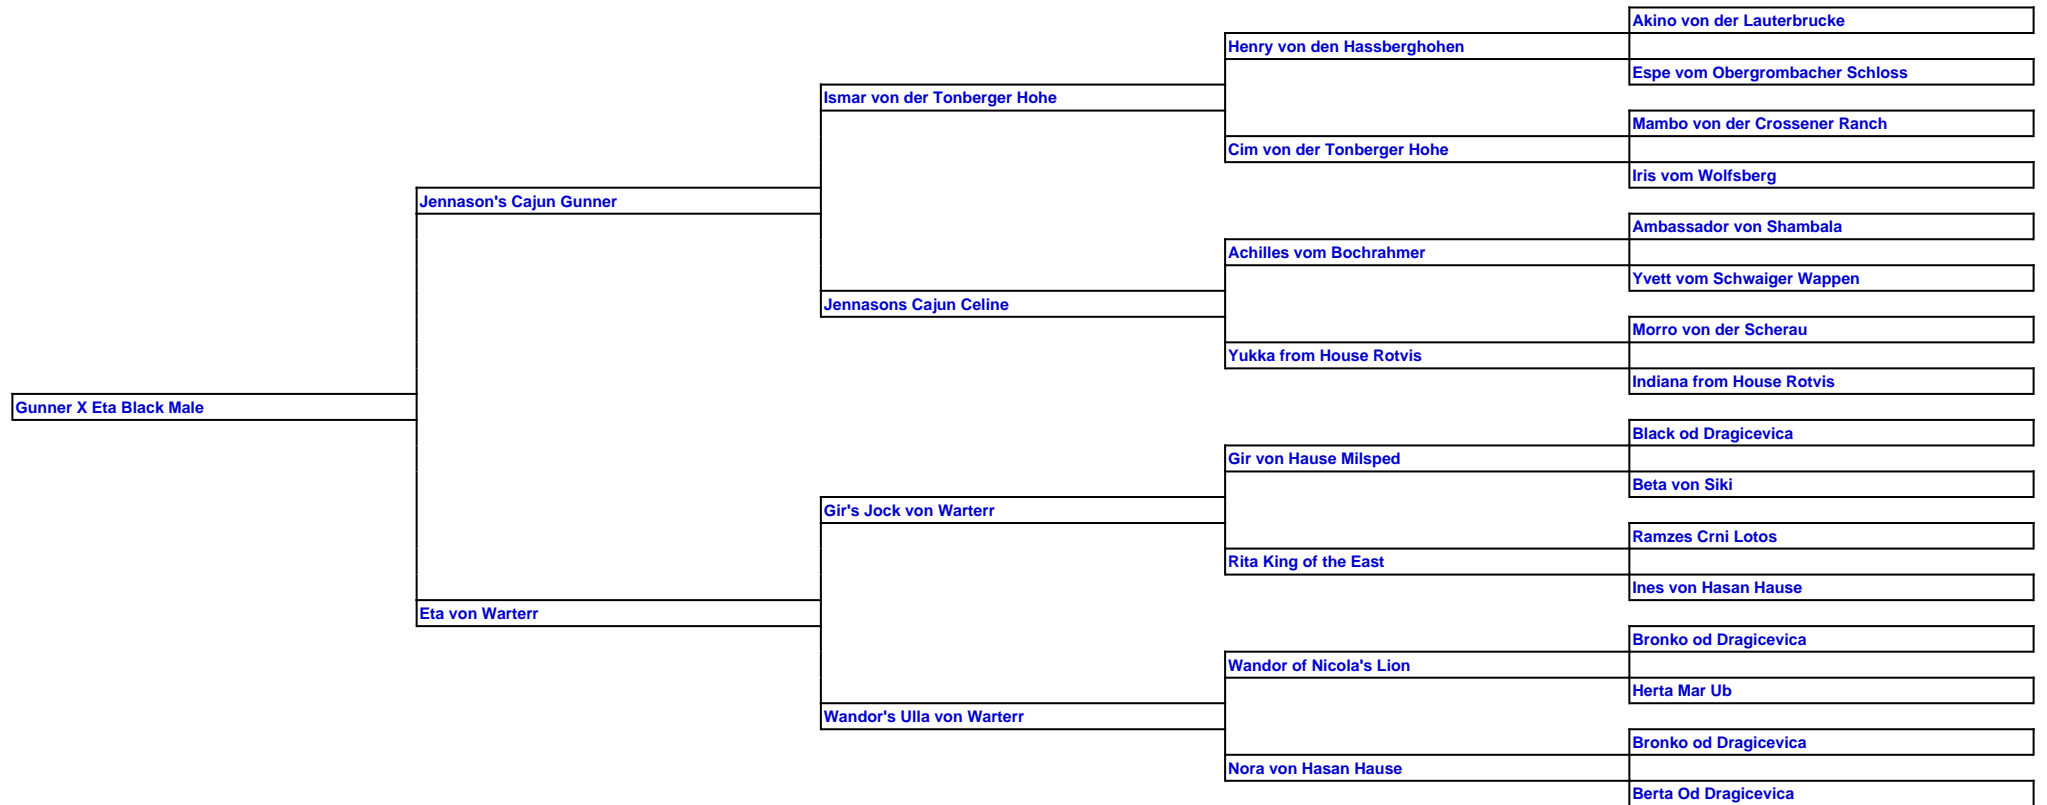 Akino von der Lauterbrucke
Henry von den Hassberghohen
Espe vom Obergrombacher Schloss
Ismar von der Tonberger Hohe
Mambo von der Crossener Ranch
Cim von der Tonberger Hohe
Iris vom Wolfsberg
Jennason's Cajun Gunner
Ambassador von Shambala
Achilles vom Bochrahmer
Yvett vom Schwaiger Wappen
Jennasons Cajun Celine
Morro von der Scherau
Yukka from House Rotvis
Indiana from House Rotvis
Gunner X Eta Black Male
Black od Dragicevica
Gir von Hause Milsped
Beta von Siki
Gir's Jock von Warterr
Ramzes Crni Lotos
Rita King of the East
Ines von Hasan Hause
Eta von Warterr
Bronko od Dragicevica
Wandor of Nicola's Lion
Herta Mar Ub
Wandor's Ulla von Warterr
Bronko od Dragicevica
Nora von Hasan Hause
Berta Od Dragicevica